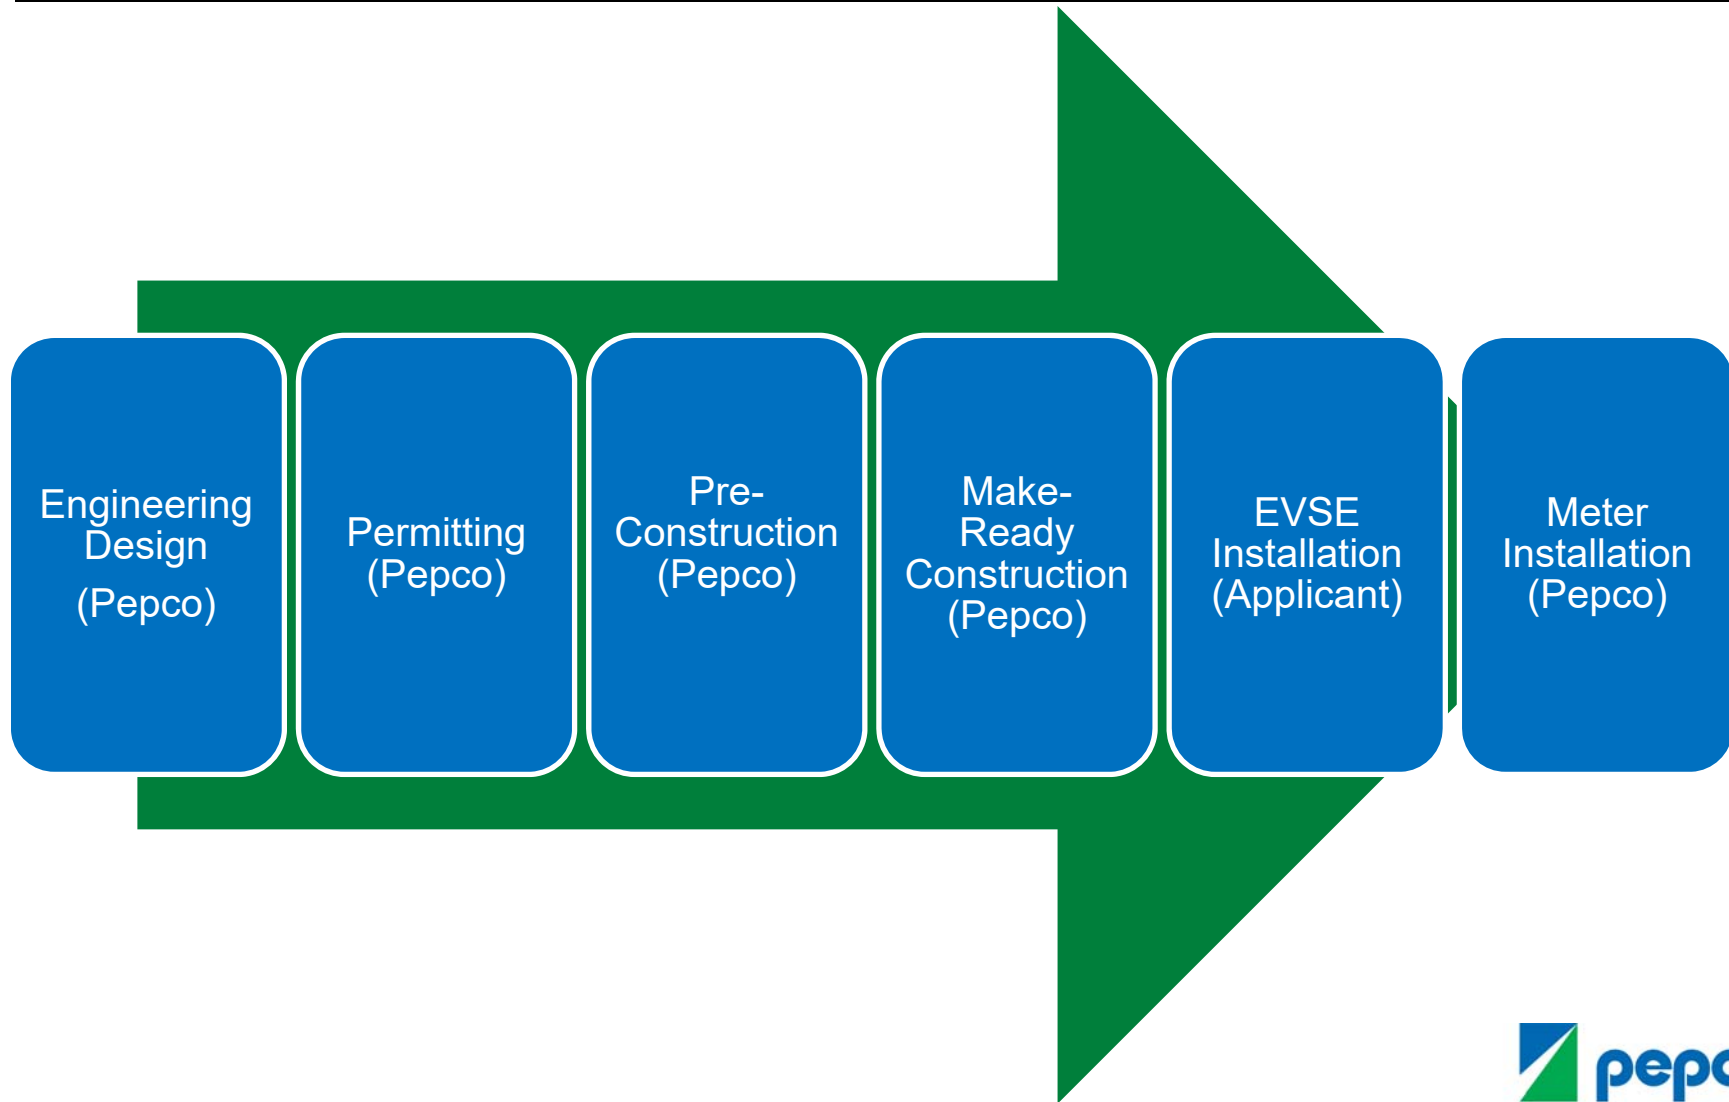 Engineering
Design
(Pepco)
Permitting
(Pepco)
Pre-
Construction
(Pepco)
Make-
Ready
Construction
(Pepco)
EVSE
Installation
(Applicant)
Meter
Installation
(Pepco)